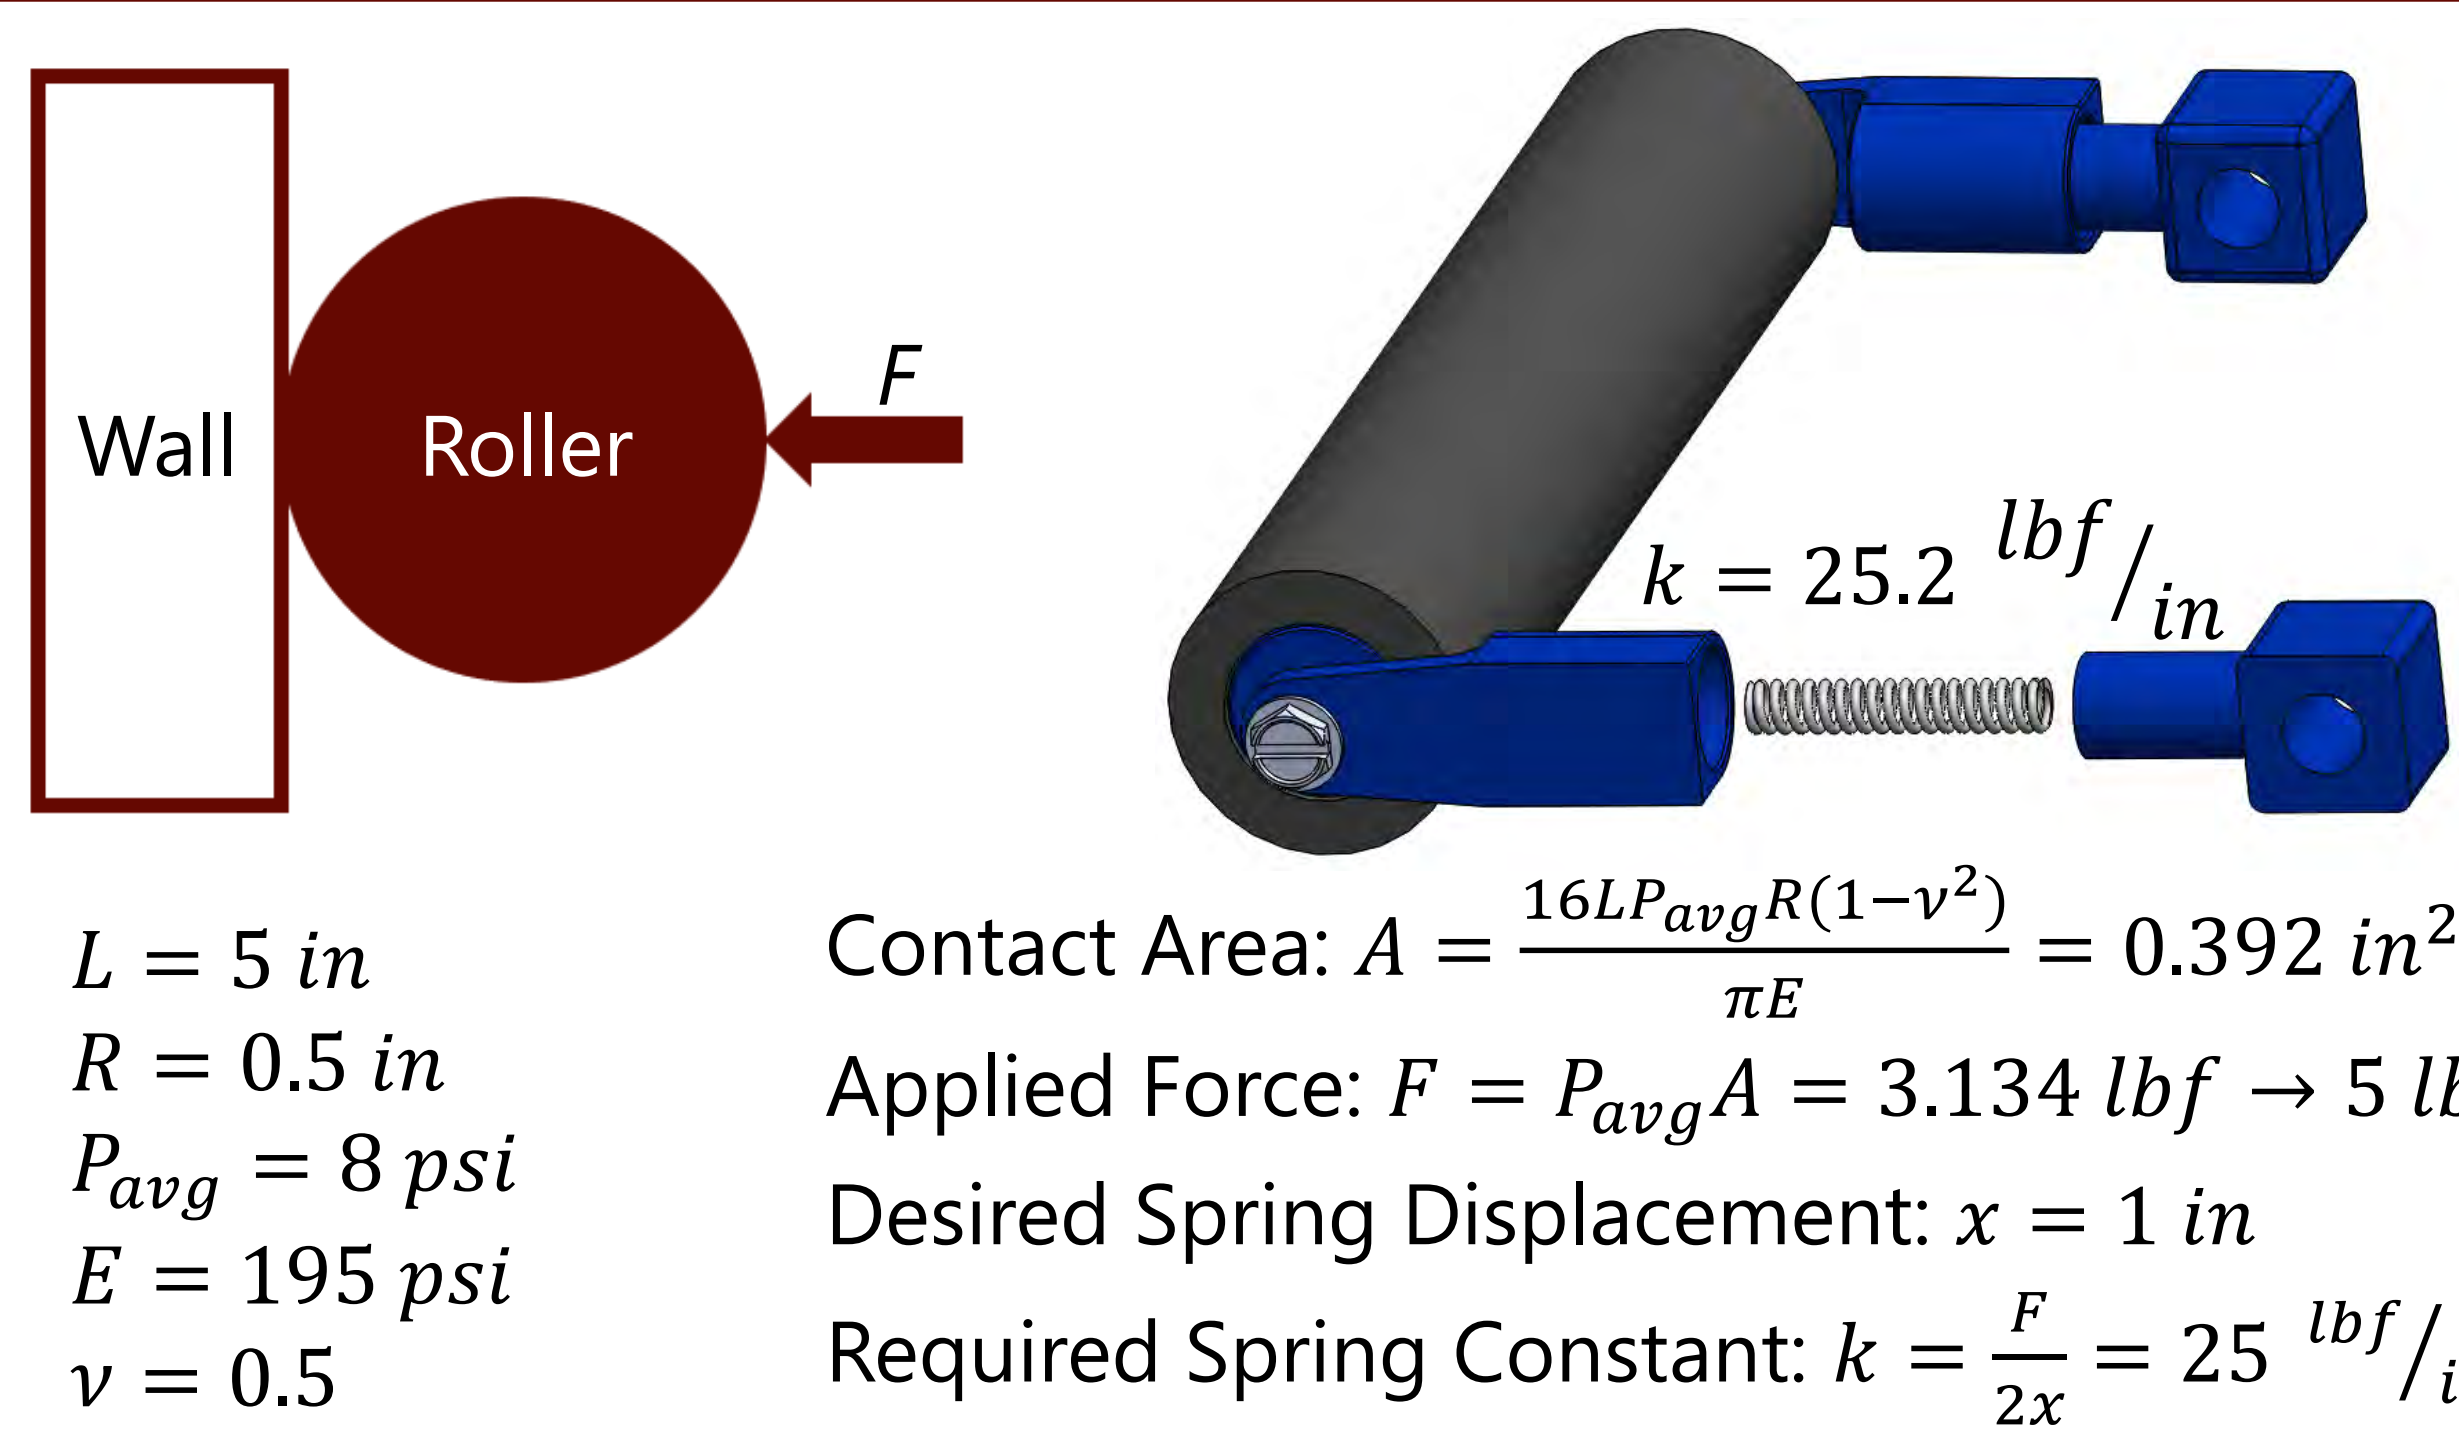 Wall
Roller
F
k = 25.2 lbf/in
L = 5 in
R = 0.5 in
P_avg = 8 psi
E = 195 psi
ν = 0.5
Contact Area: A = 16LP_avgR(1−ν²)/πE = 0.392 in²
Applied Force: F = P_avgA = 3.134 lbf → 5
Desired Spring Displacement: x = 1 in
Required Spring Constant: k = F/2x = 25 lbf/